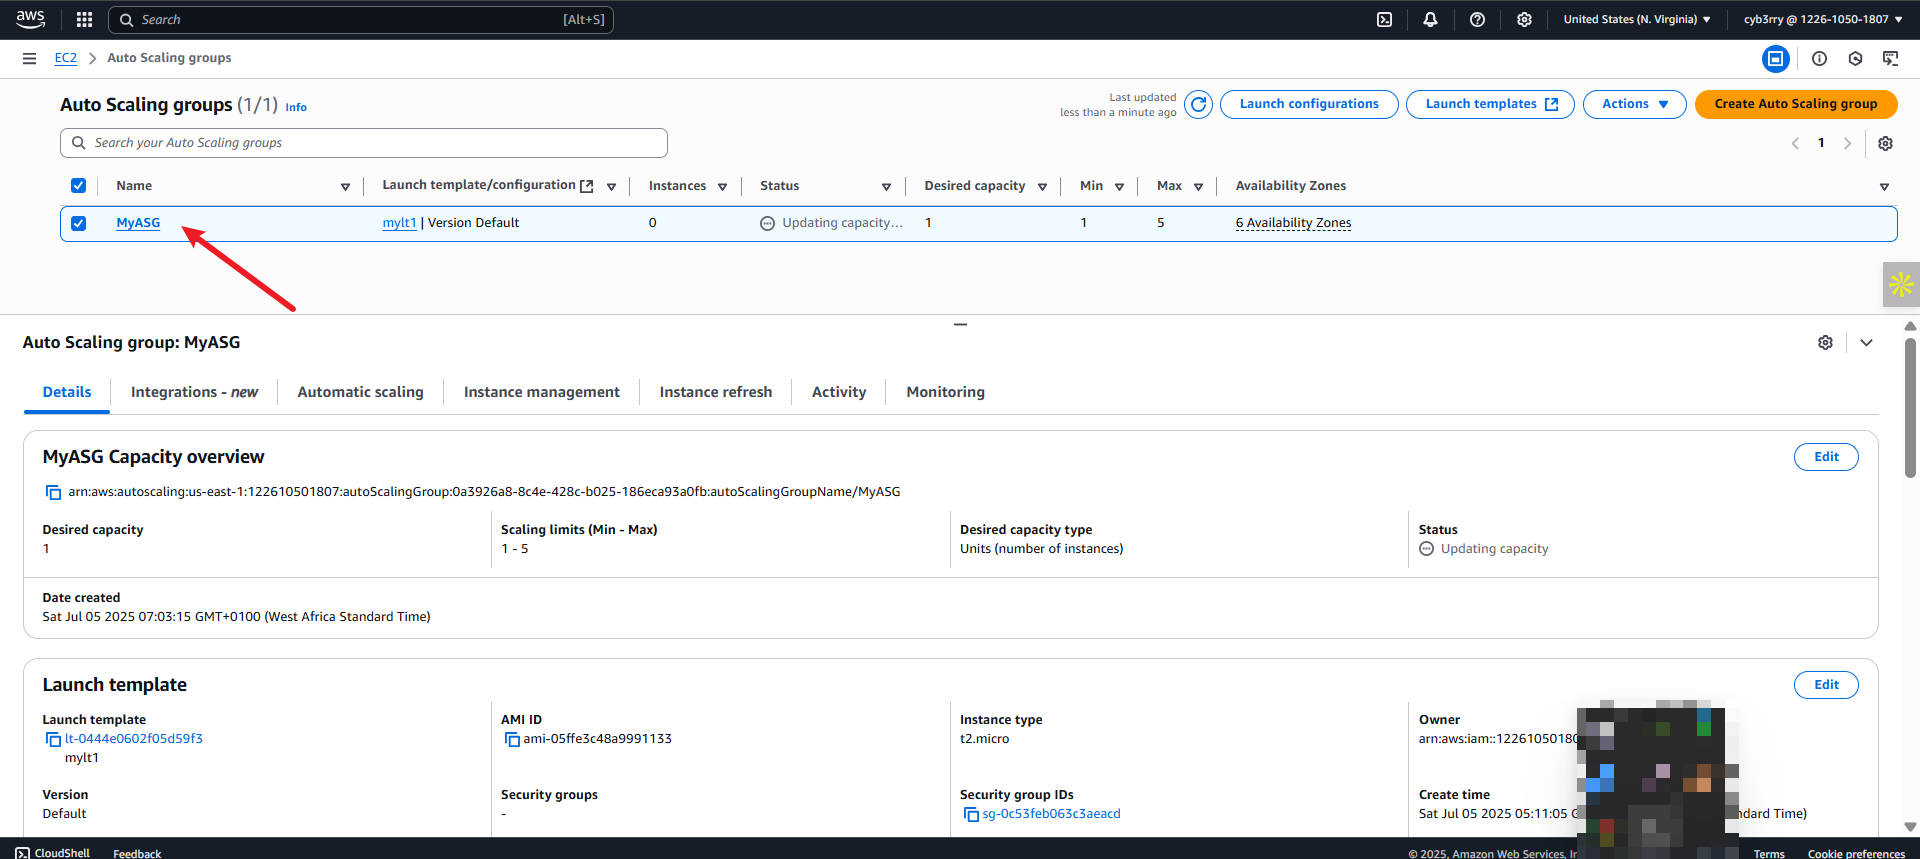 aws
Search [Alt+S] United States (N. Virginia) cyb3rry @ 1226-1050-1807
EC2 Auto Scaling groups
Auto Scaling groups (1/1) Info
Last updated
less than a minute ago
Launch configurations Launch templates Actions Create Auto Scaling group
Search your Auto Scaling groups 1
Name Launch template/configuration Instances Status Desired capacity Min Max Availability Zones
MyASG mylt1 | Version Default 0 Updating capacity... 1 1 5 6 Availability Zones
Auto Scaling group: MyASG
Details Integrations - new Automatic scaling Instance management Instance refresh Activity Monitoring
MyASG Capacity overview Edit
arn:aws:autoscaling:us-east-1:122610501807:autoScalingGroup:0a3926a8-8c4e-428c-b025-186eca93a0fb:autoScalingGroupName/MyASG
Desired capacity Scaling limits (Min - Max) Desired capacity type Status
1 1 - 5 Units (number of instances) Updating capacity
Date created
Sat Jul 05 2025 07:03:15 GMT+0100 (West Africa Standard Time)
Launch template Edit
Launch template AMI ID Instance type Owner
lt-0444e0602f05d59f3 ami-05ffe3c48a9991133 t2.micro arn:aws:iam::12261050180
mylt1
Version Security groups Security group IDs Create time
Default - sg-0c53feb063c3aeacd Sat Jul 05 2025 05:11:05 dard Time)
CloudShell Feedback © 2025, Amazon Web Services, Terms Cookie preferences